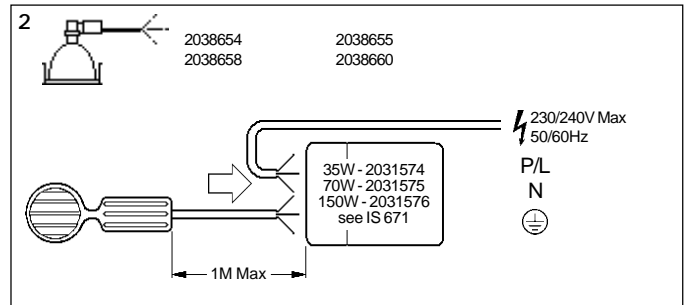 2
2038654 2038655
2038658 2038660
230/240V Max
50/60Hz
P/L
N
35W - 2031574
70W - 2031575
150W - 2031576
see IS 671
1M Max